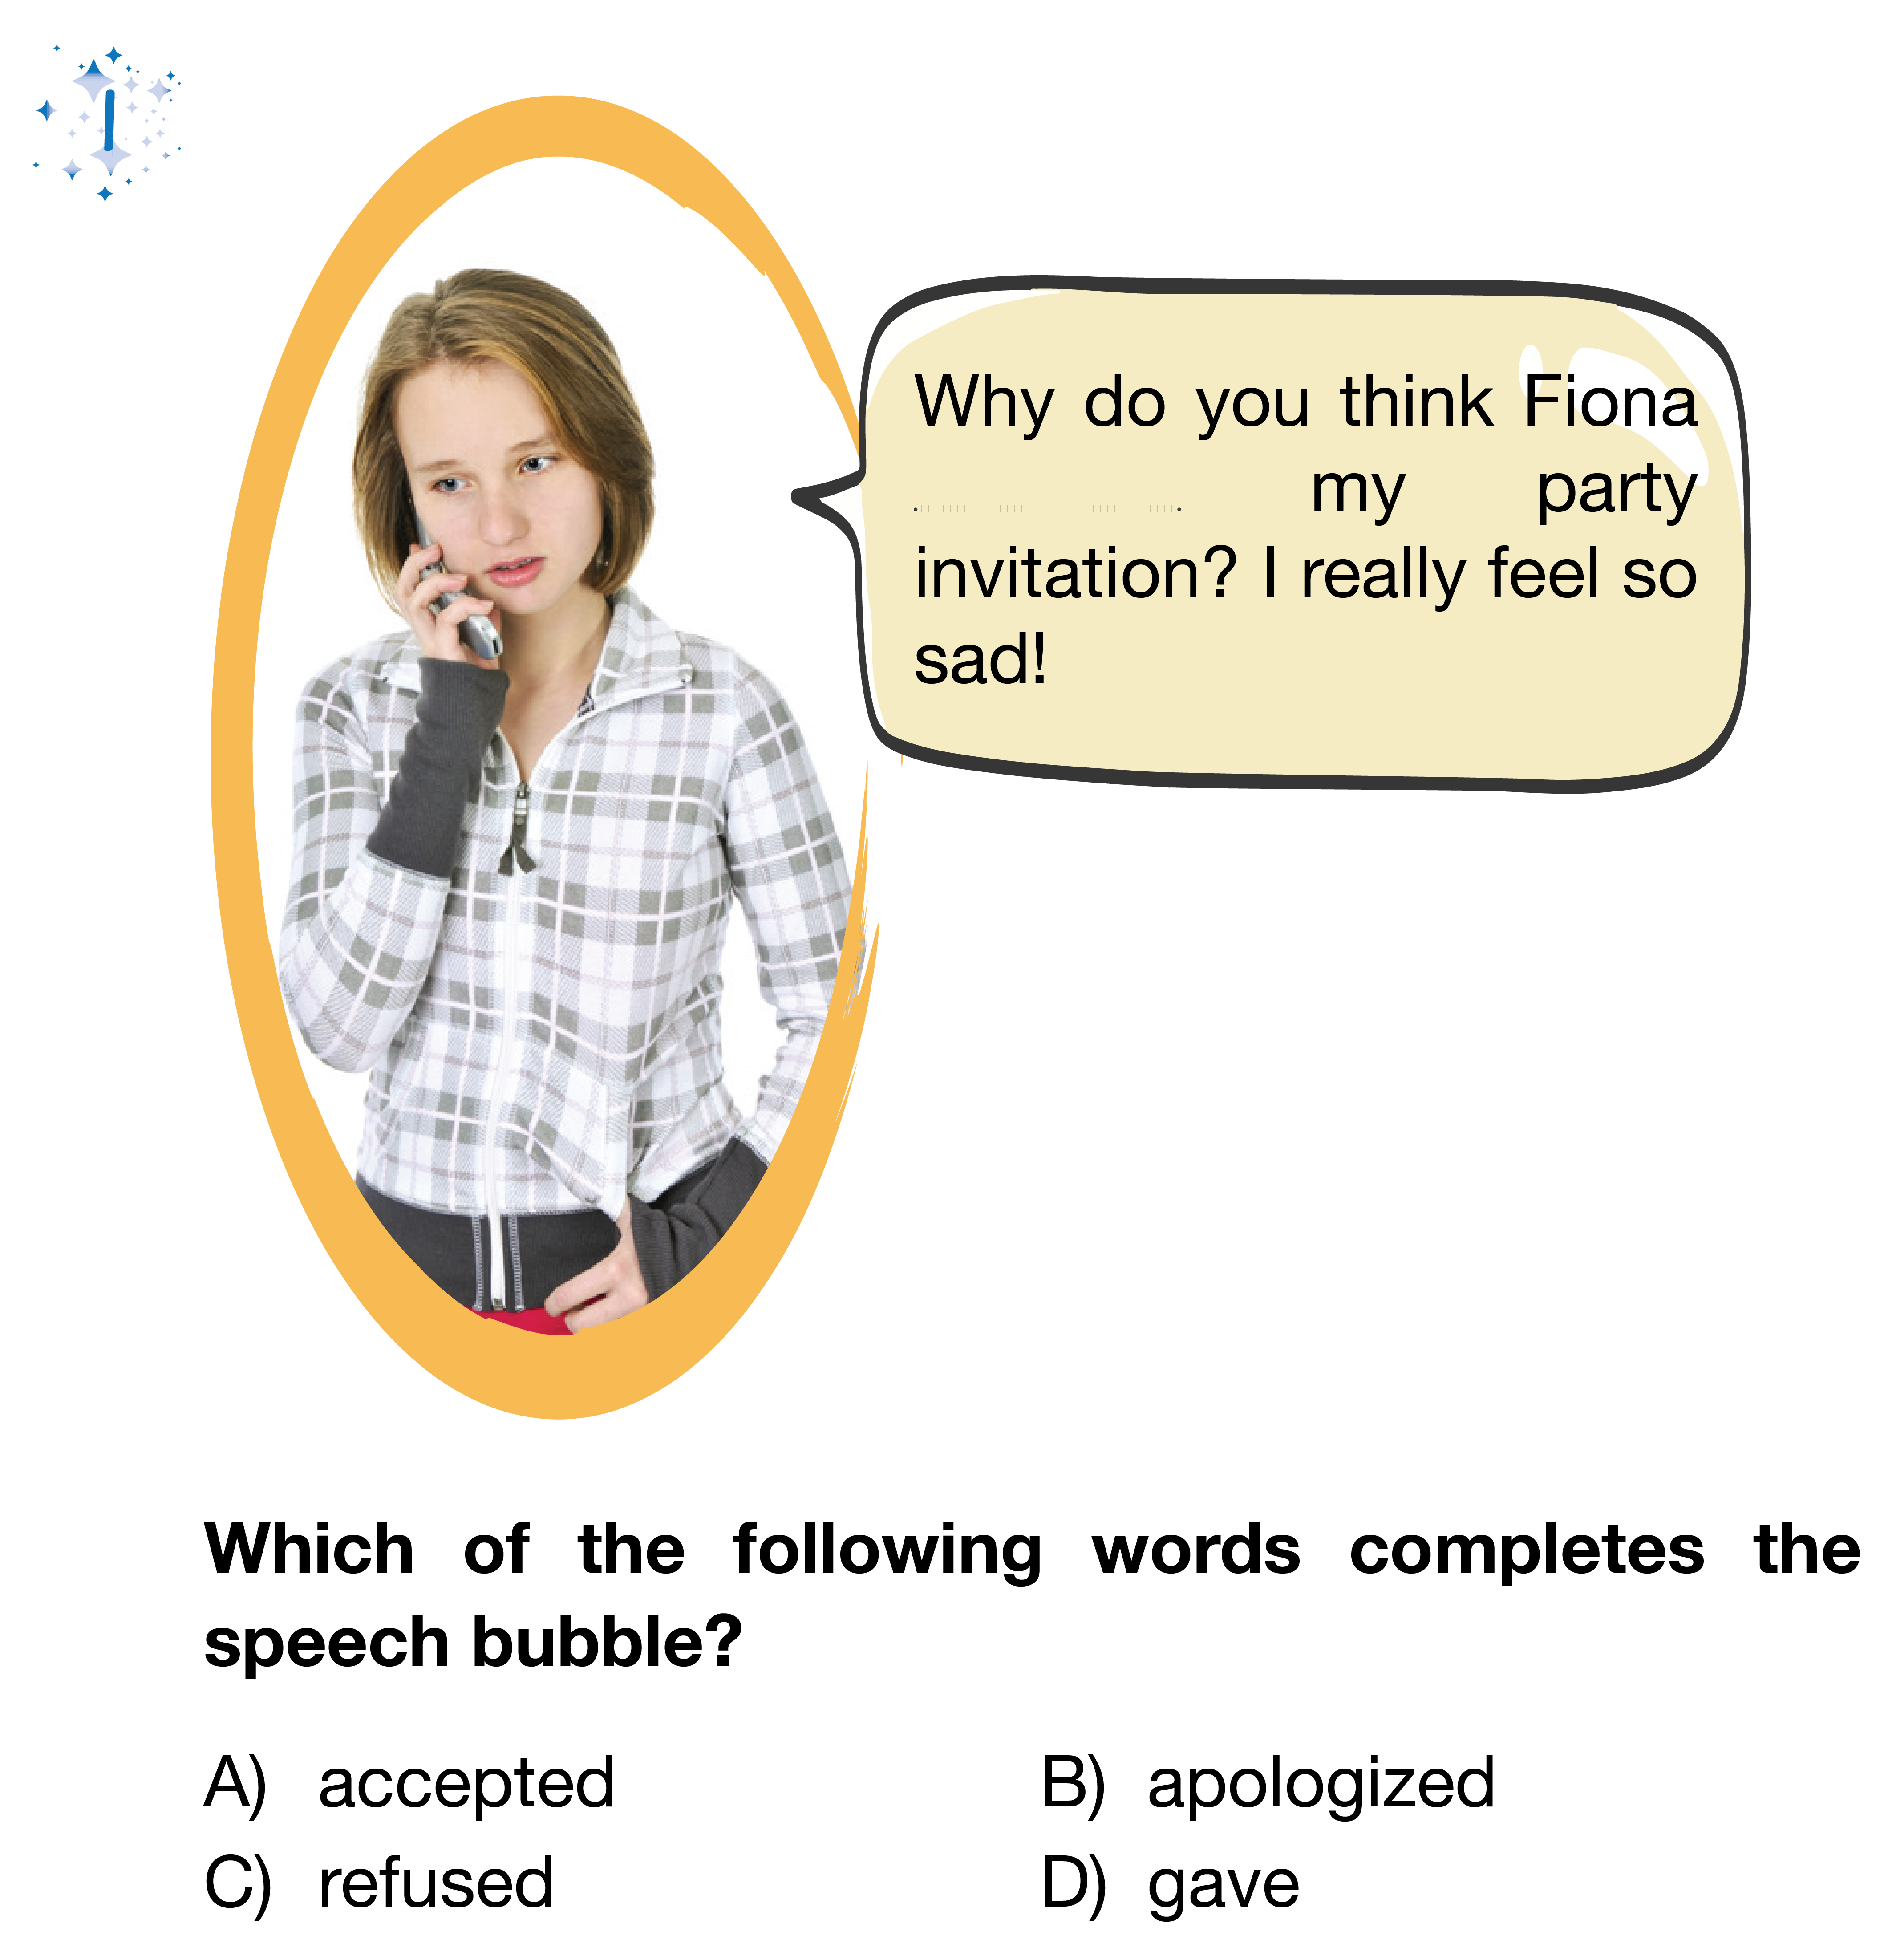 1
Why do you think Fiona
.............................. my party
invitation? I really feel so
sad!
Which of the following words completes the
speech bubble?
A) accepted B) apologized
C) refused D) gave